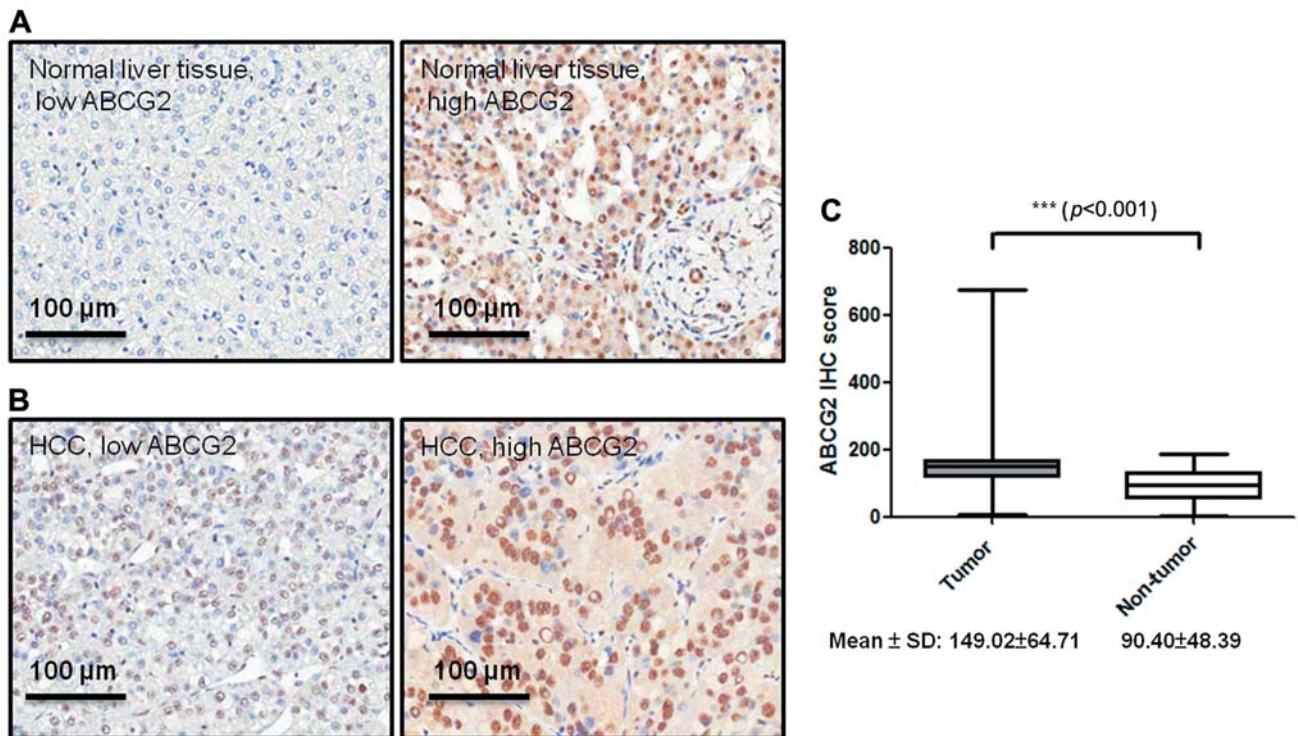 A
Normal liver tissue,
low ABCG2
100 µm
Normal liver tissue,
high ABCG2
100 µm
B
HCC, low ABCG2
100 µm
HCC, high ABCG2
100 µm
C
*** (p<0.001)
ABCG2 IHC score
800
600
400
200
0
Tumor
Non-tumor
Mean ± SD: 149.02±64.71 90.40±48.39